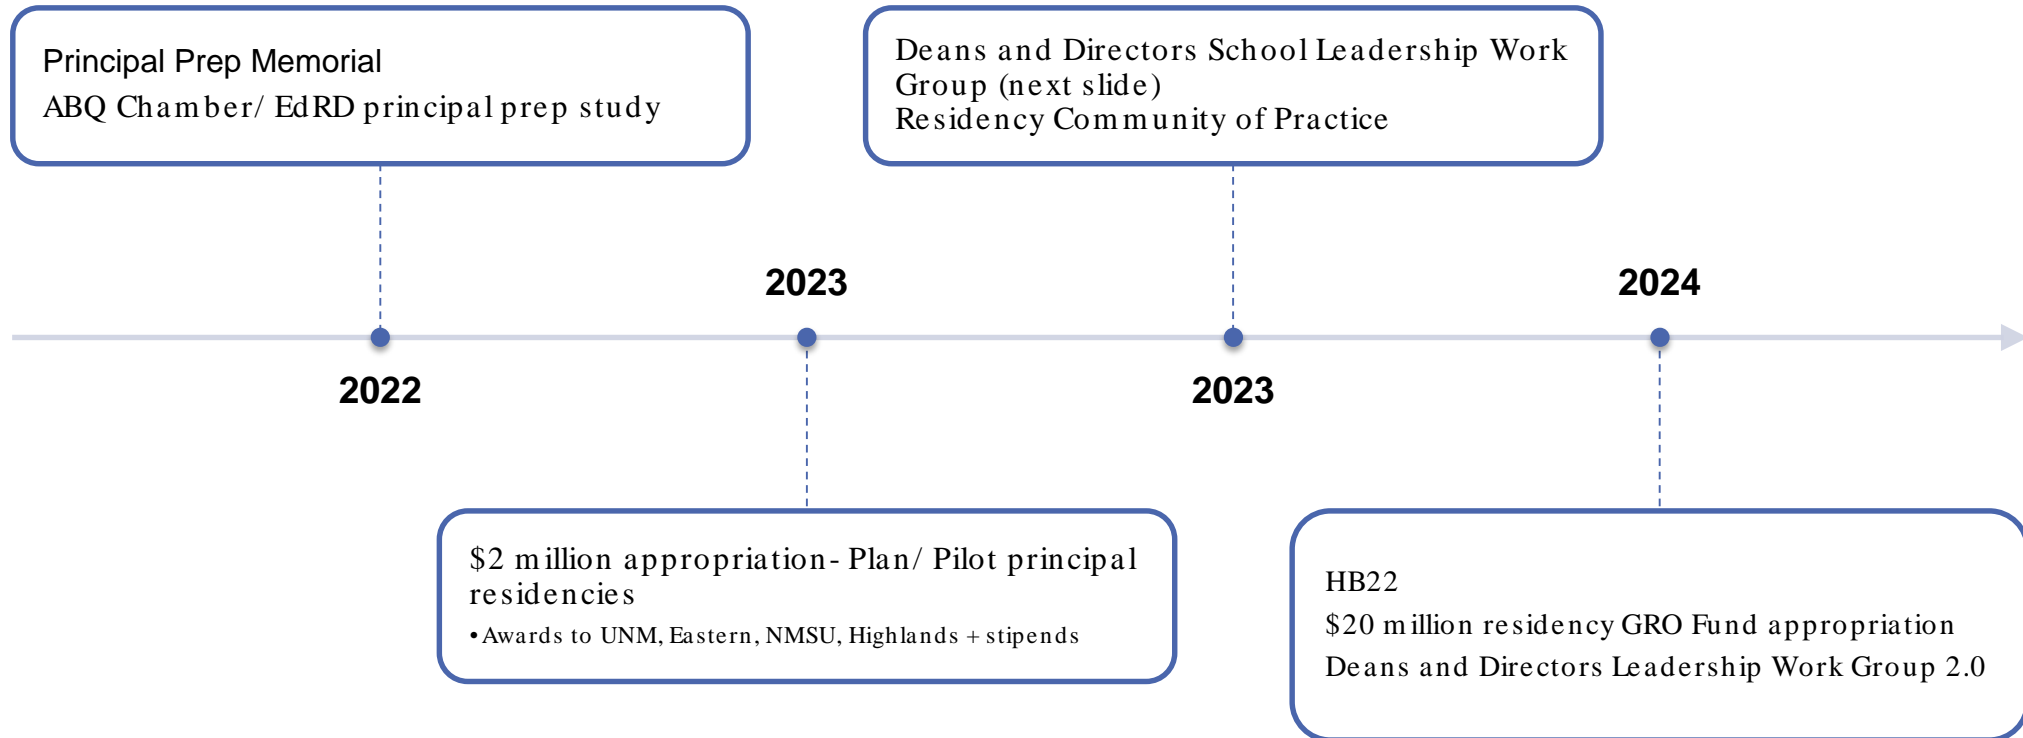 Principal Prep Memorial
ABQ Chamber/ EdRD principal prep study
Deans and Directors School Leadership Work
Group (next slide)
Residency Community of Practice
2023
2024
2022
2023
$2 million appropriation- Plan/ Pilot principal
residencies
•Awards to UNM, Eastern, NMSU, Highlands + stipends
HB22
$20 million residency GRO Fund appropriation
Deans and Directors Leadership Work Group 2.0